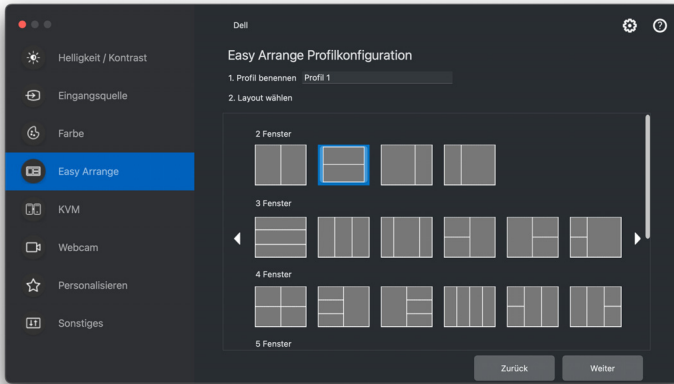 Dell
Helligkeit / Kontrast
Eingangsquelle
Farbe
Easy Arrange
KVM
Webcam
Personalisieren
Sonstiges
Easy Arrange Profilkonfiguration
1. Profil benennen Profil 1
2. Layout wählen
2 Fenster
3 Fenster
4 Fenster
5 Fenster
Zurück
Weiter